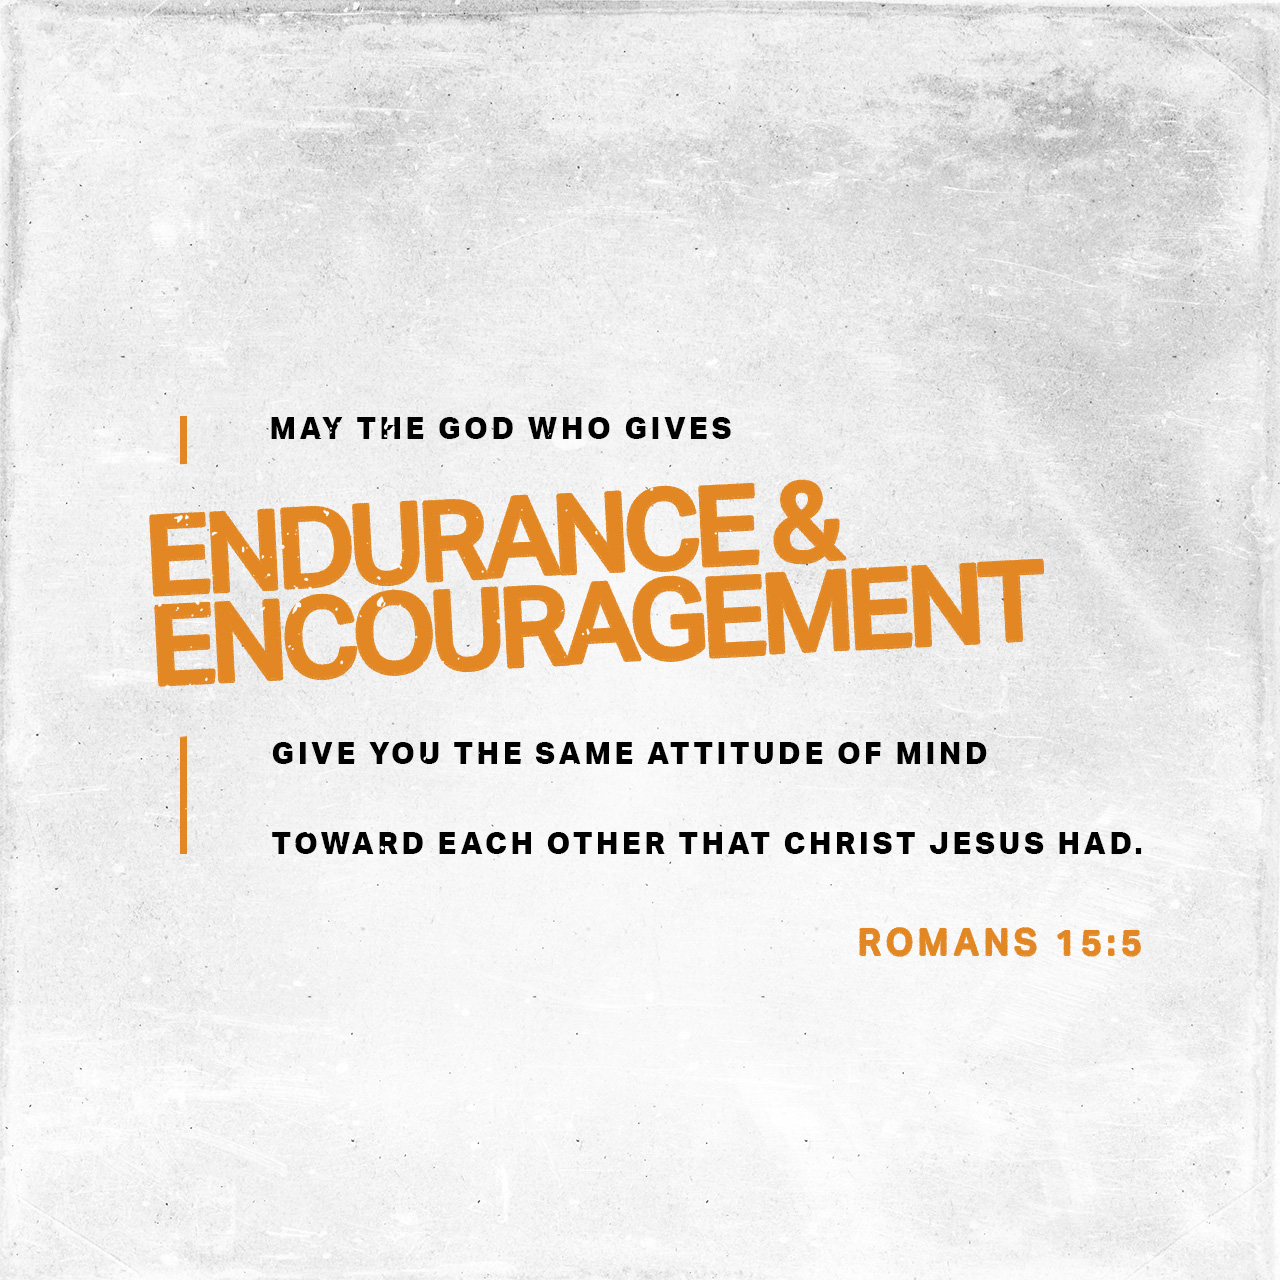 MAY THE GOD WHO GIVES
ENDURANCE &
ENCOURAGEMENT
GIVE YOU THE SAME ATTITUDE OF MIND
TOWARD EACH OTHER THAT CHRIST JESUS HAD.
ROMANS 15:5